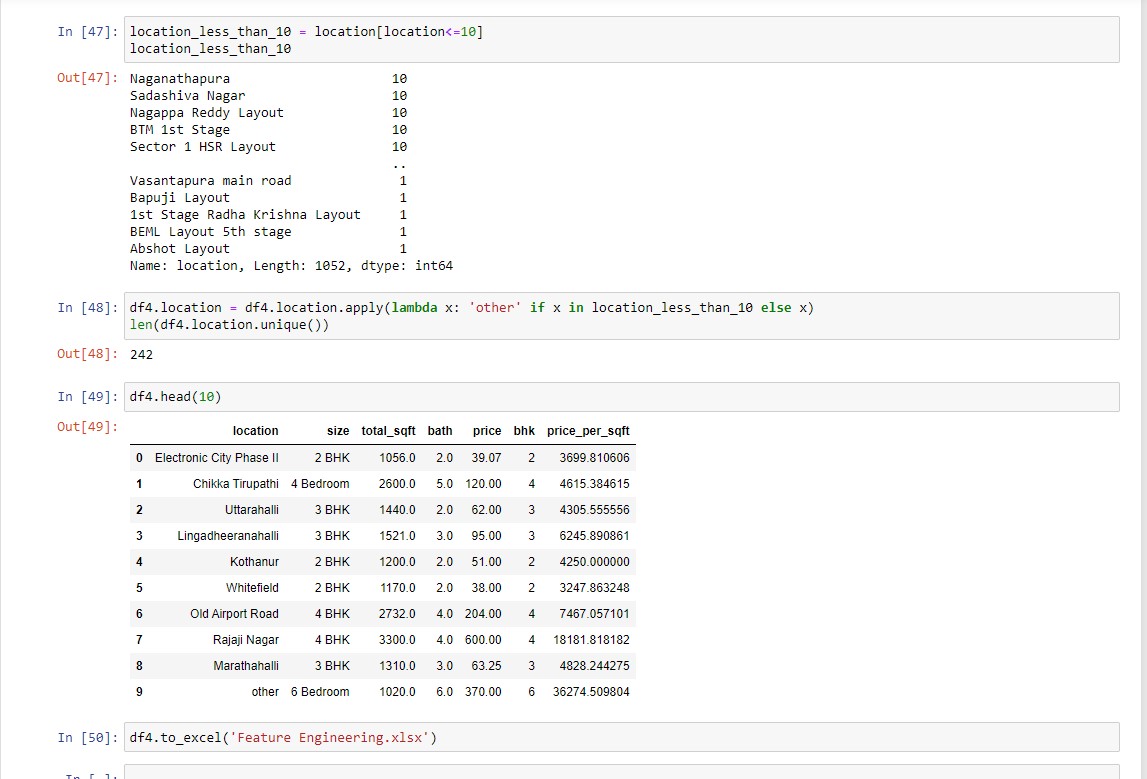 In [47]: location_less_than_10 = location[location<=10]
location_less_than_10
Out[47]: Naganathapura 10
Sadashiva Nagar 10
Nagappa Reddy Layout 10
BTM 1st Stage 10
Sector 1 HSR Layout 10
..
Vasantapura main road 1
Bapuji Layout 1
1st Stage Radha Krishna Layout 1
BEML Layout 5th stage 1
Abshot Layout 1
Name: location, Length: 1052, dtype: int64
In [48]: df4.location = df4.location.apply(lambda x: 'other' if x in location_less_than_10 else x)
len(df4.location.unique())
Out[48]: 242
In [49]: df4.head(10)
Out[49]:
location size total_sqft bath price bhk price_per_sqft
0 Electronic City Phase II 2 BHK 1056.0 2.0 39.07 2 3699.810606
1 Chikka Tirupathi 4 Bedroom 2600.0 5.0 120.00 4 4615.384615
2 Uttarahalli 3 BHK 1440.0 2.0 62.00 3 4305.555556
3 Lingadheeranahalli 3 BHK 1521.0 3.0 95.00 3 6245.890861
4 Kothanur 2 BHK 1200.0 2.0 51.00 2 4250.000000
5 Whitefield 2 BHK 1170.0 2.0 38.00 2 3247.863248
6 Old Airport Road 4 BHK 2732.0 4.0 204.00 4 7467.057101
7 Rajaji Nagar 4 BHK 3300.0 4.0 600.00 4 18181.818182
8 Marathahalli 3 BHK 1310.0 3.0 63.25 3 4828.244275
9 other 6 Bedroom 1020.0 6.0 370.00 6 36274.509804
In [50]: df4.to_excel('Feature Engineering.xlsx')
In [ ]: